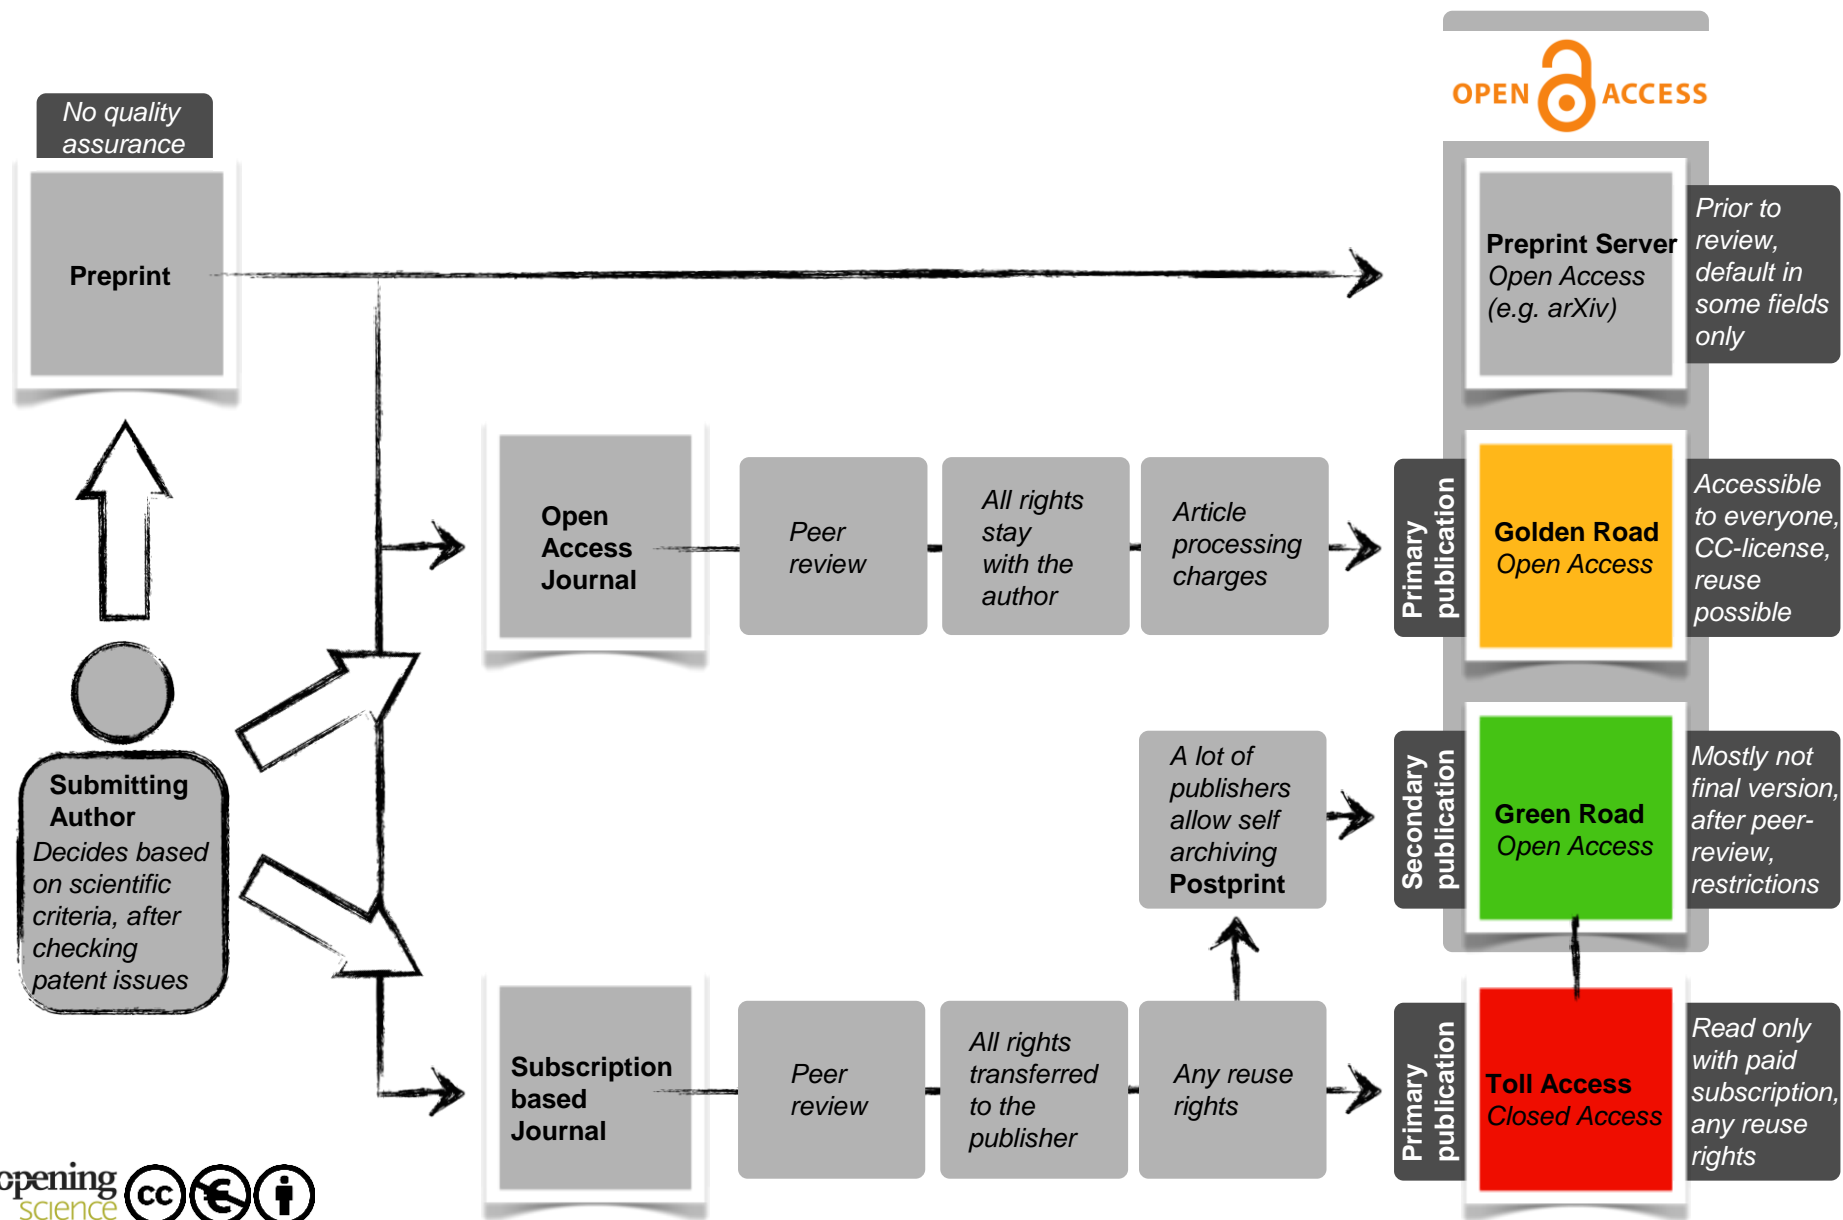 OPEN ACCESS
No quality
assurance
Preprint
Preprint Server
Open Access
(e.g. arXiv)
Prior to
review,
default in
some fields
only
Open
Access
Journal
Peer
review
All rights
stay
with the
author
Article
processing
charges
Primary
publication
Golden Road
Open Access
Accessible
to everyone,
CC-license,
reuse
possible
Submitting
Author
Decides based
on scientific
criteria, after
checking
patent issues
A lot of
publishers
allow self
archiving
Postprint
Secondary
publication
Green Road
Open Access
Mostly not
final version,
after peer-
review,
restrictions
Subscription
based
Journal
Peer
review
All rights
transferred
to the
publisher
Any reuse
rights
Primary
publication
Toll Access
Closed Access
Read only
with paid
subscription,
any reuse
rights
opening
science
cc
€